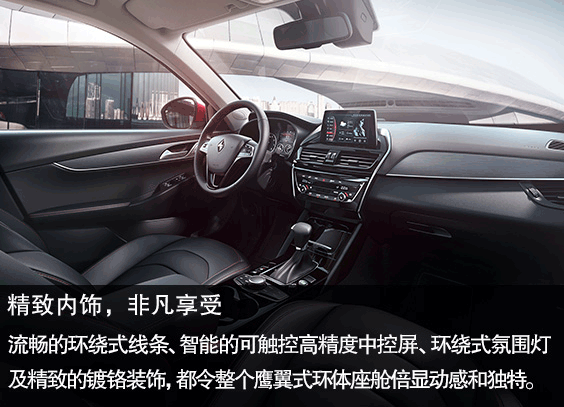 精致内饰，非凡享受
流畅的环绕式线条、智能的可触控高精度中控屏、环绕式氛围灯
及精致的镀铬装饰，都令整个鹰翼式环体座舱倍显动感和独特。